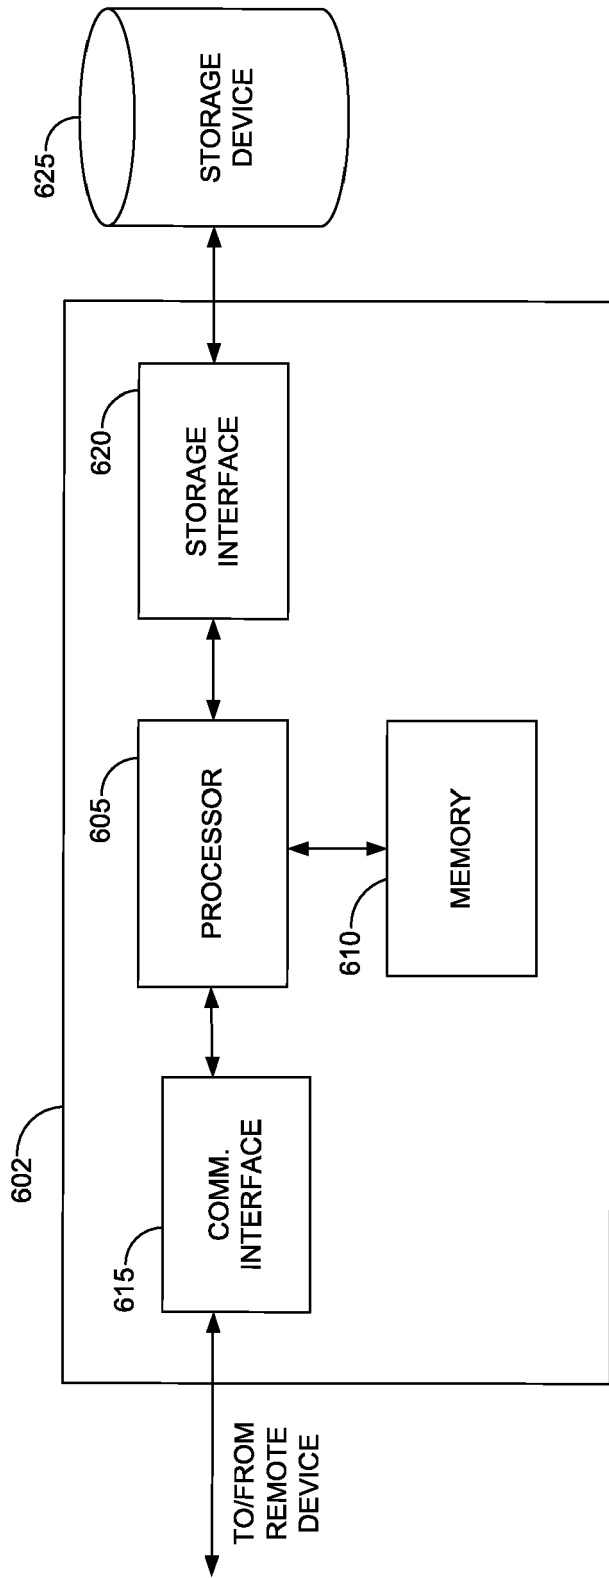 602
TO/FROM
REMOTE
DEVICE
615
COMM.
INTERFACE
605
PROCESSOR
610
MEMORY
620
STORAGE
INTERFACE
625
STORAGE
DEVICE